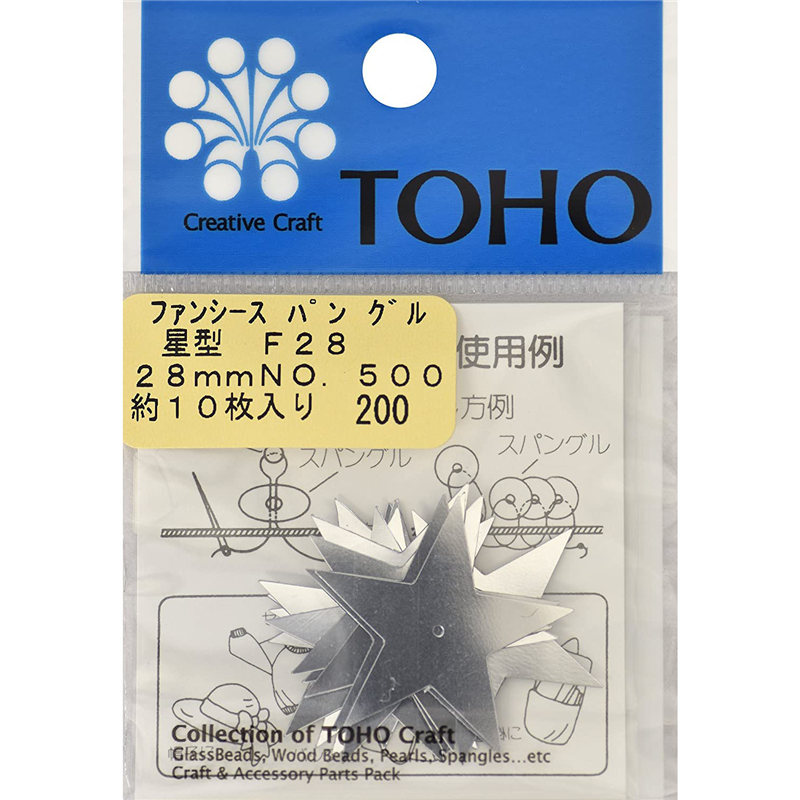 Creative Craft
TOHO
ファンシースパングル
星型 F28
28mmNO. 500
約10枚入り 200
使用例
方例
スパングル
スパングル
Collection of TOHO Craft
GlassBeads, Wood Beads, Pearls, Spangles...etc
Craft & Accessory Parts Pack